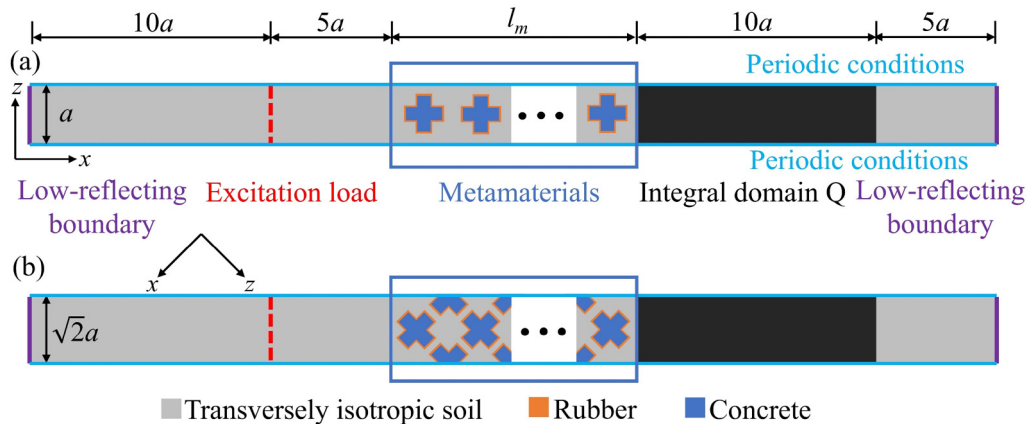 10a 5a l_m 10a 5a
(a)
Periodic conditions
z
a
x
Periodic conditions
Low-reflecting boundary
Excitation load
Metamaterials
Integral domain Q
Low-reflecting boundary
(b)
x z
√2a
Transversely isotropic soil Rubber Concrete